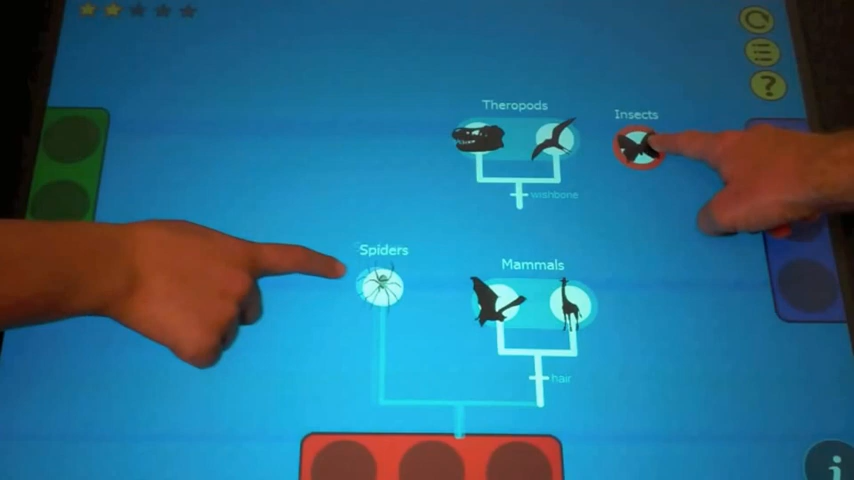 Theropods
Insects
?
wishbone
Spiders
Mammals
hair
i